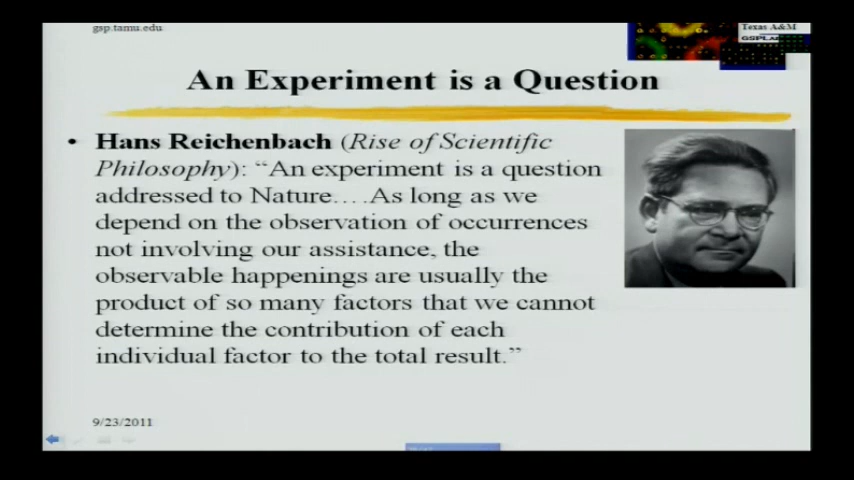 gsp.tamu.edu
Texas A&M
GSPLAB
An Experiment is a Question
• Hans Reichenbach (Rise of Scientific
Philosophy): “An experiment is a question
addressed to Nature….As long as we
depend on the observation of occurrences
not involving our assistance, the
observable happenings are usually the
product of so many factors that we cannot
determine the contribution of each
individual factor to the total result.”
9/23/2011